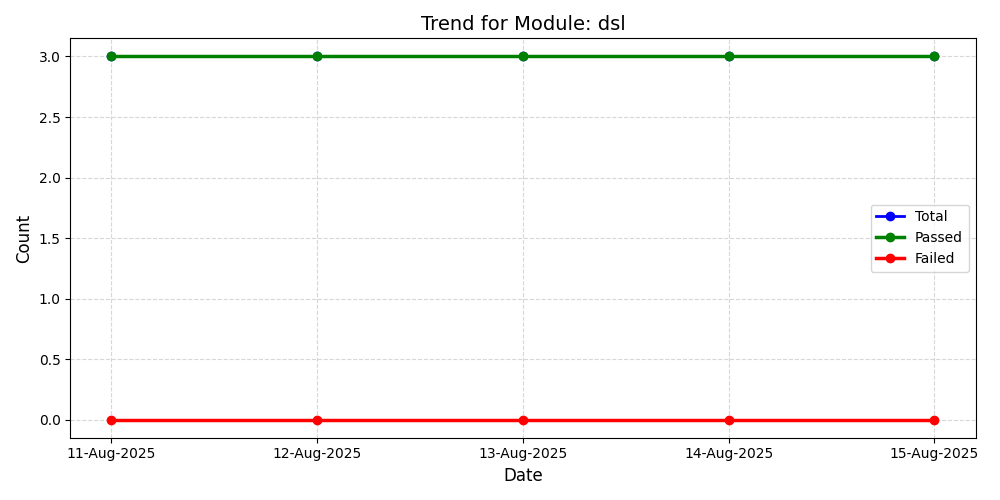 Trend for Module: dsl
3.0
2.5
2.0
1.5
1.0
0.5
0.0
Count
Total
Passed
Failed
11-Aug-2025
12-Aug-2025
13-Aug-2025
14-Aug-2025
15-Aug-2025
Date